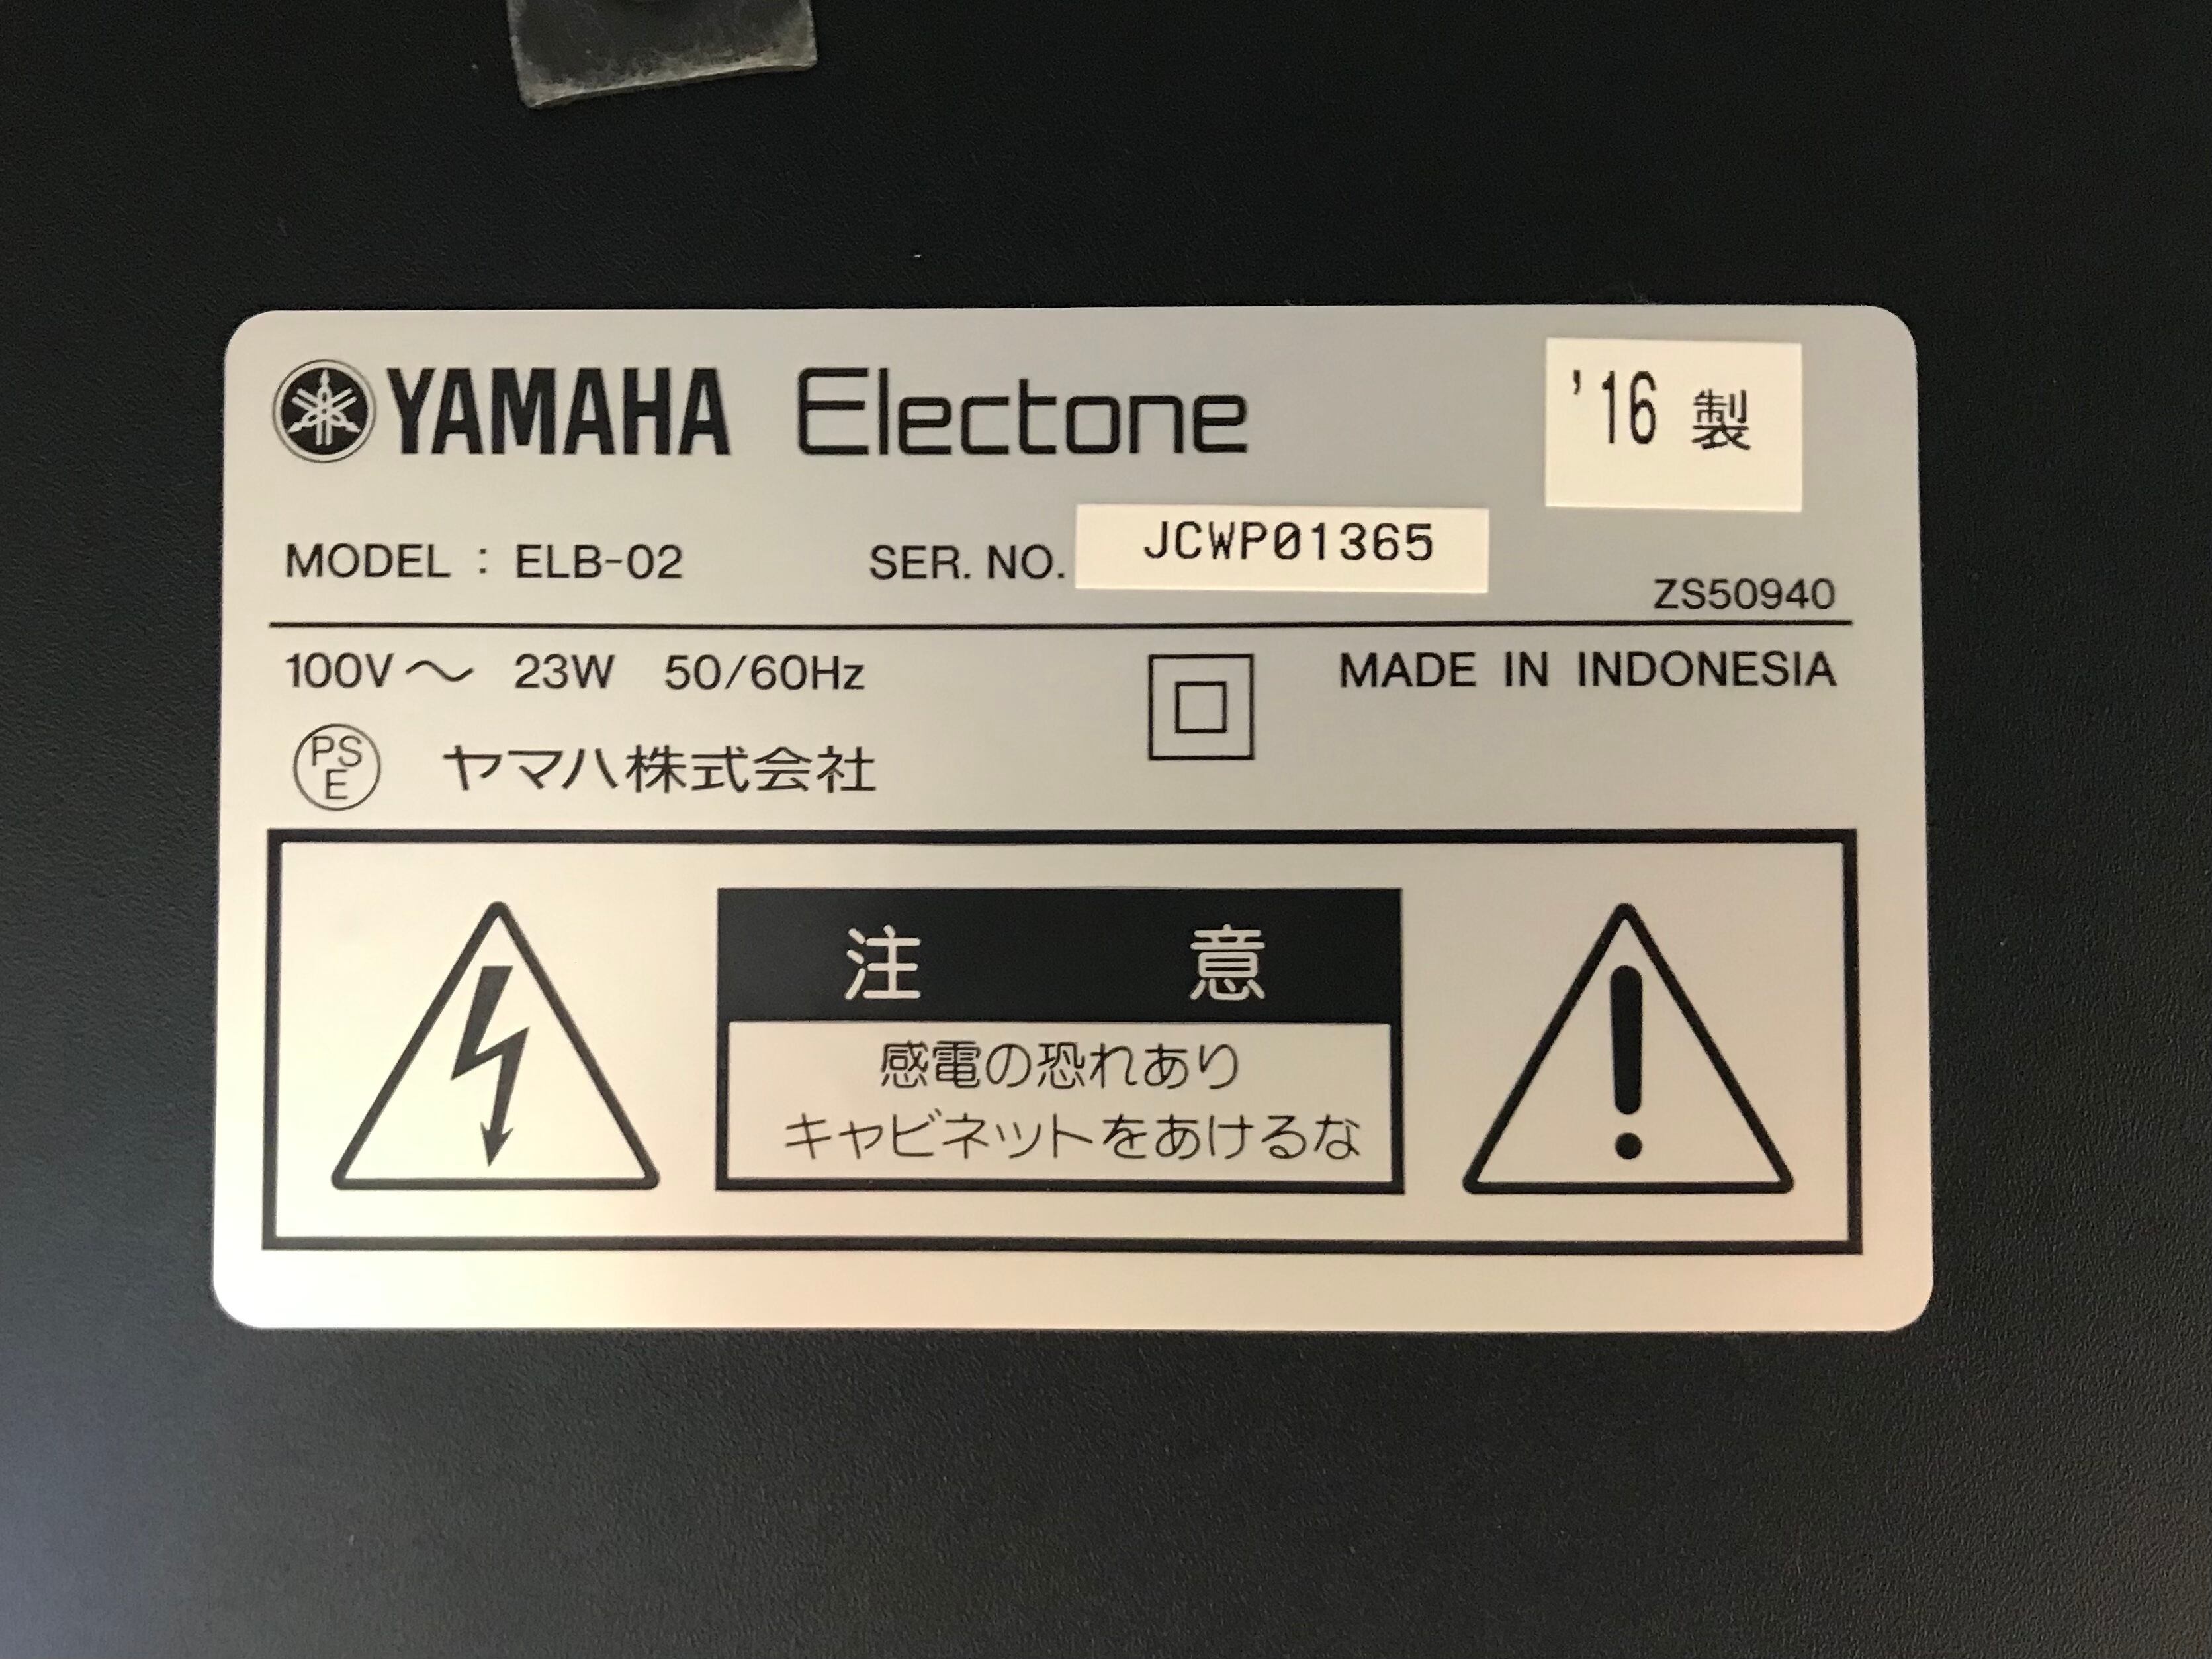 YAMAHA Electone
'16 製
MODEL : ELB-02 SER. NO. JCWP01365
ZS50940
100V〜 23W 50/60Hz
MADE IN INDONESIA
PSE ヤマハ株式会社
注 意
感電の恐れあり
キャビネットをあけるな